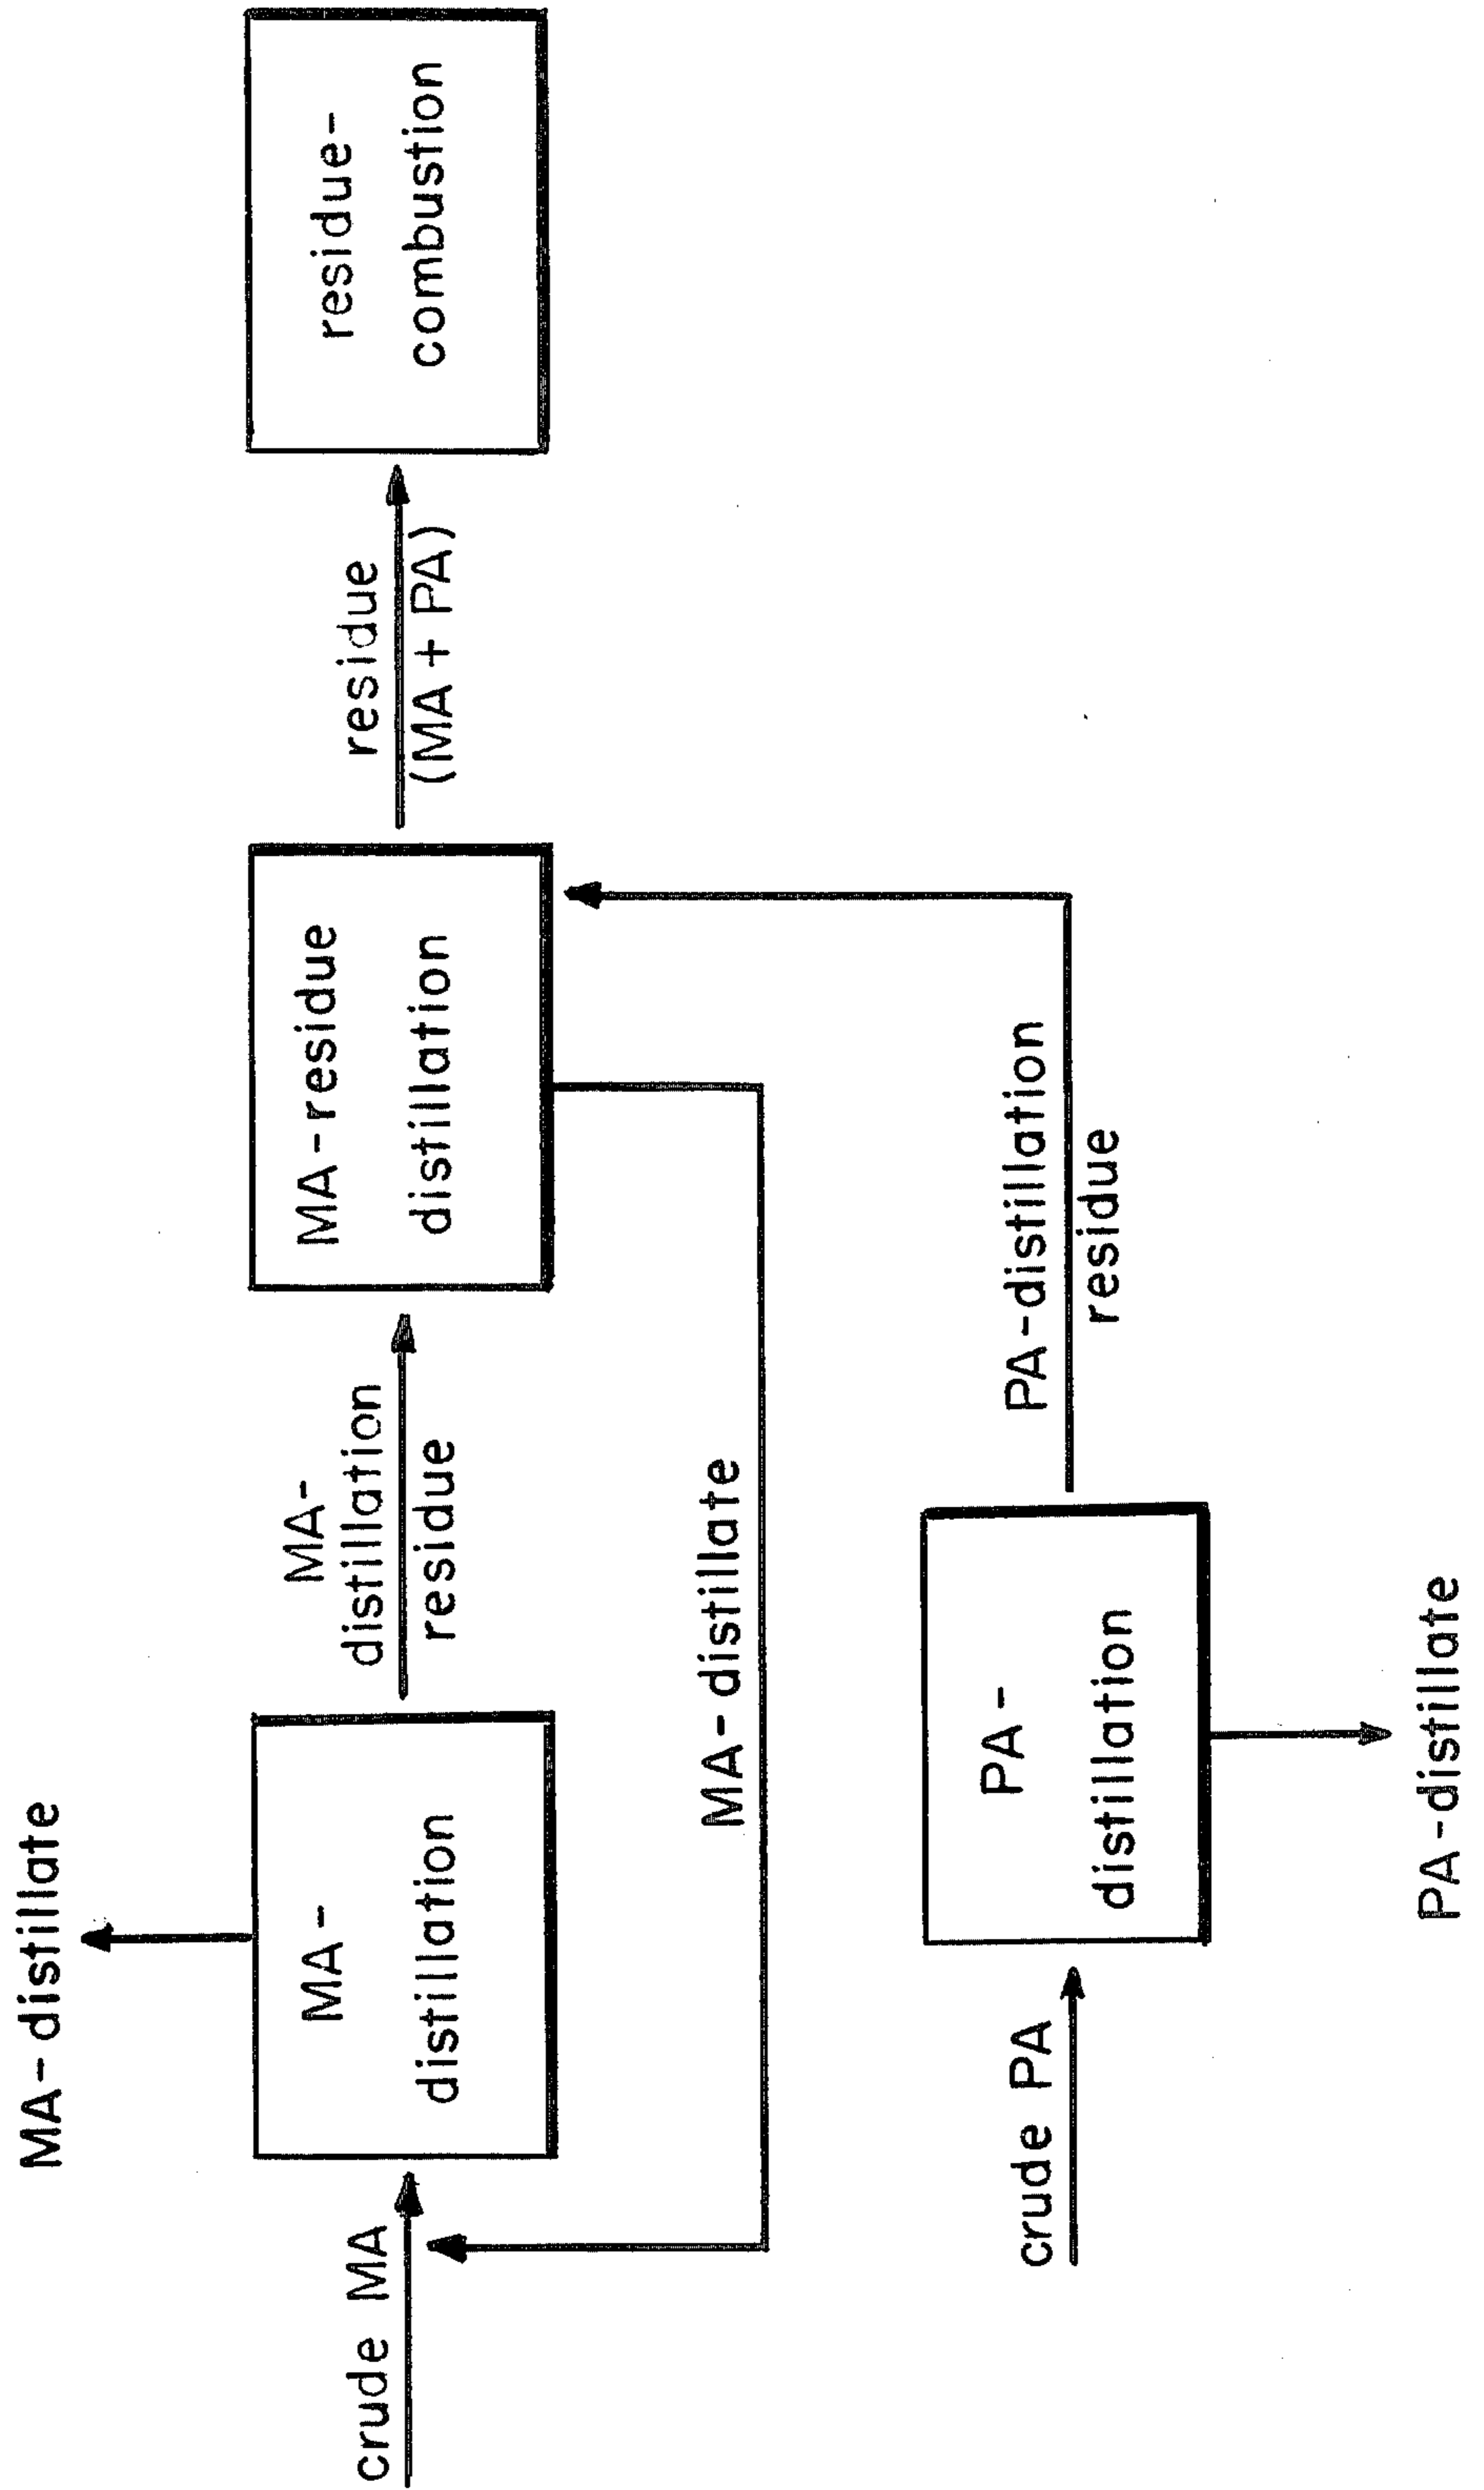 MA-distillate
crude MA
MA-
distillation
MA-
distillation
residue
MA-residue
distillation
residue
(MA + PA)
residue-
combustion
MA-distillate
crude PA
PA-
distillation
PA-distillation
residue
PA-distillate